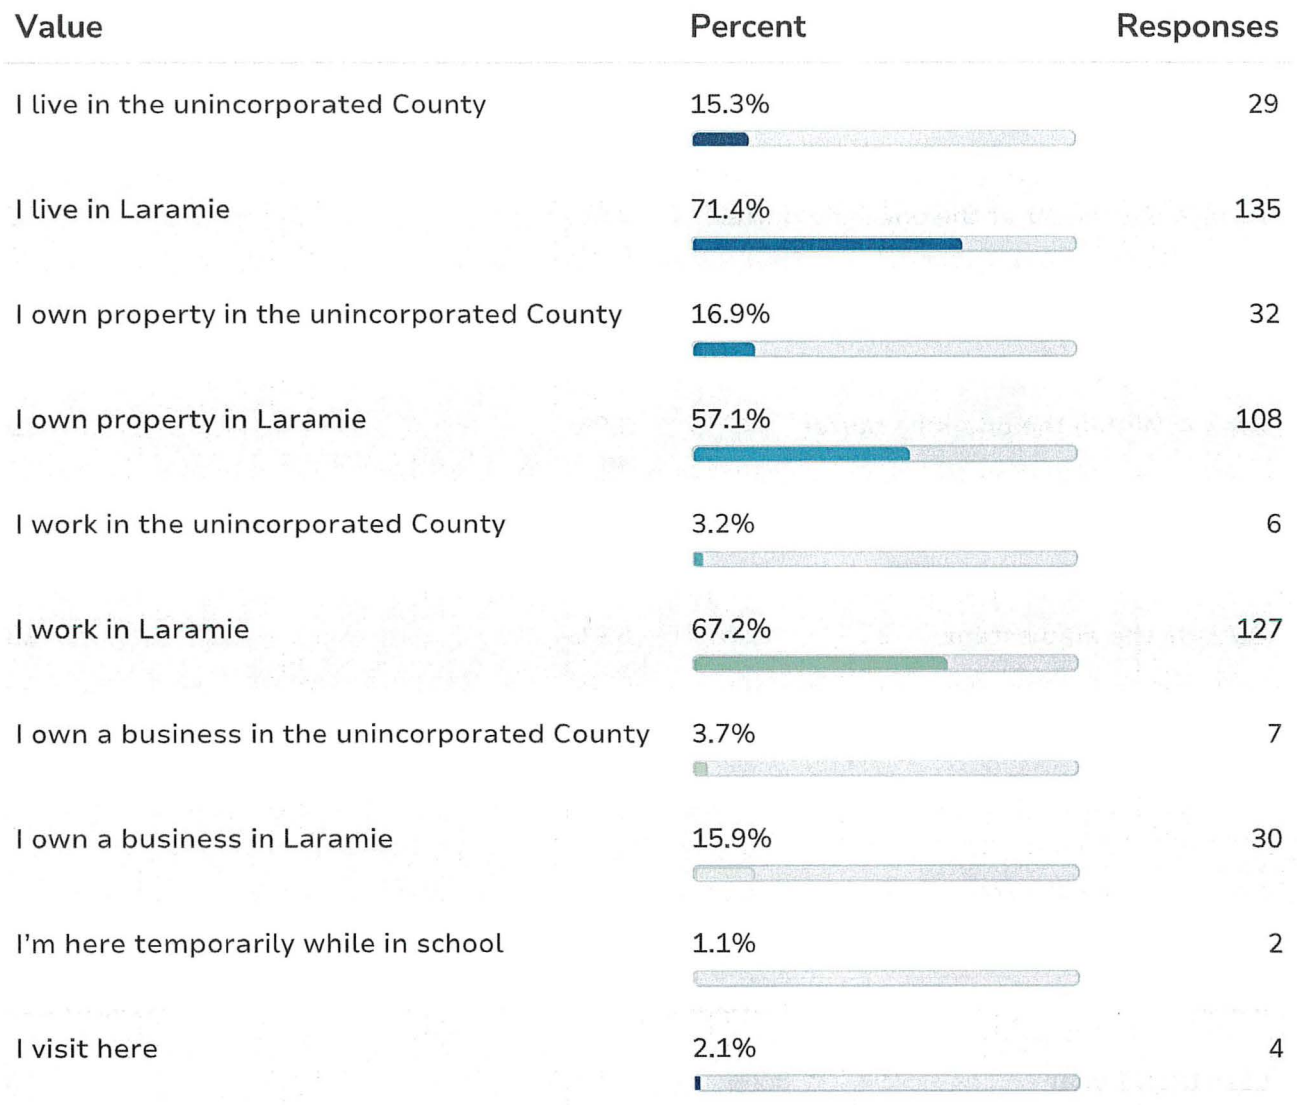 Value Percent Responses
I live in the unincorporated County 15.3% 29
I live in Laramie 71.4% 135
I own property in the unincorporated County 16.9% 32
I own property in Laramie 57.1% 108
I work in the unincorporated County 3.2% 6
I work in Laramie 67.2% 127
I own a business in the unincorporated County 3.7% 7
I own a business in Laramie 15.9% 30
I'm here temporarily while in school 1.1% 2
I visit here 2.1% 4